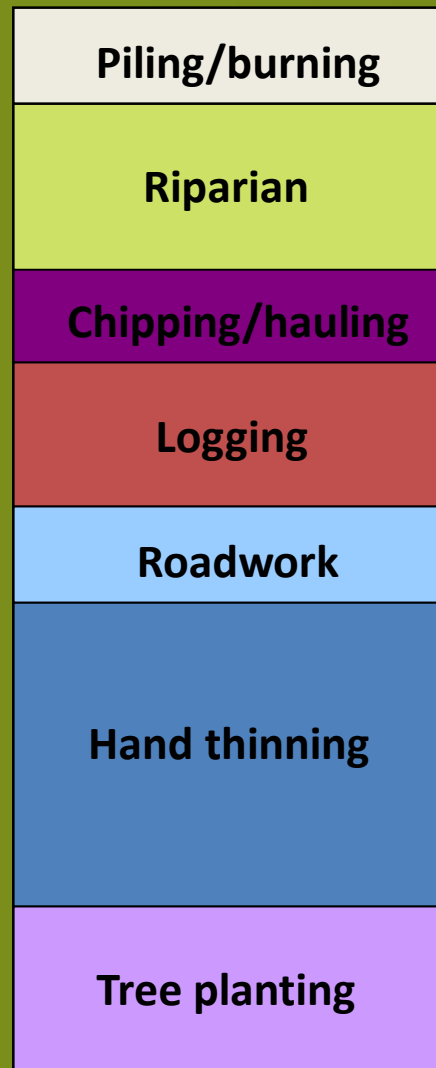 Piling/burning
Riparian
Chipping/hauling
Logging
Roadwork
Hand thinning
Tree planting